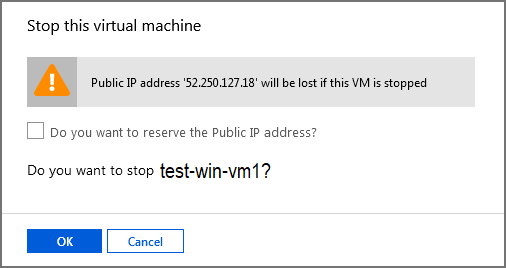 Stop this virtual machine
Public IP address '52.250.127.18' will be lost if this VM is stopped
Do you want to reserve the Public IP address?
Do you want to stop test-win-vm1?
OK
Cancel